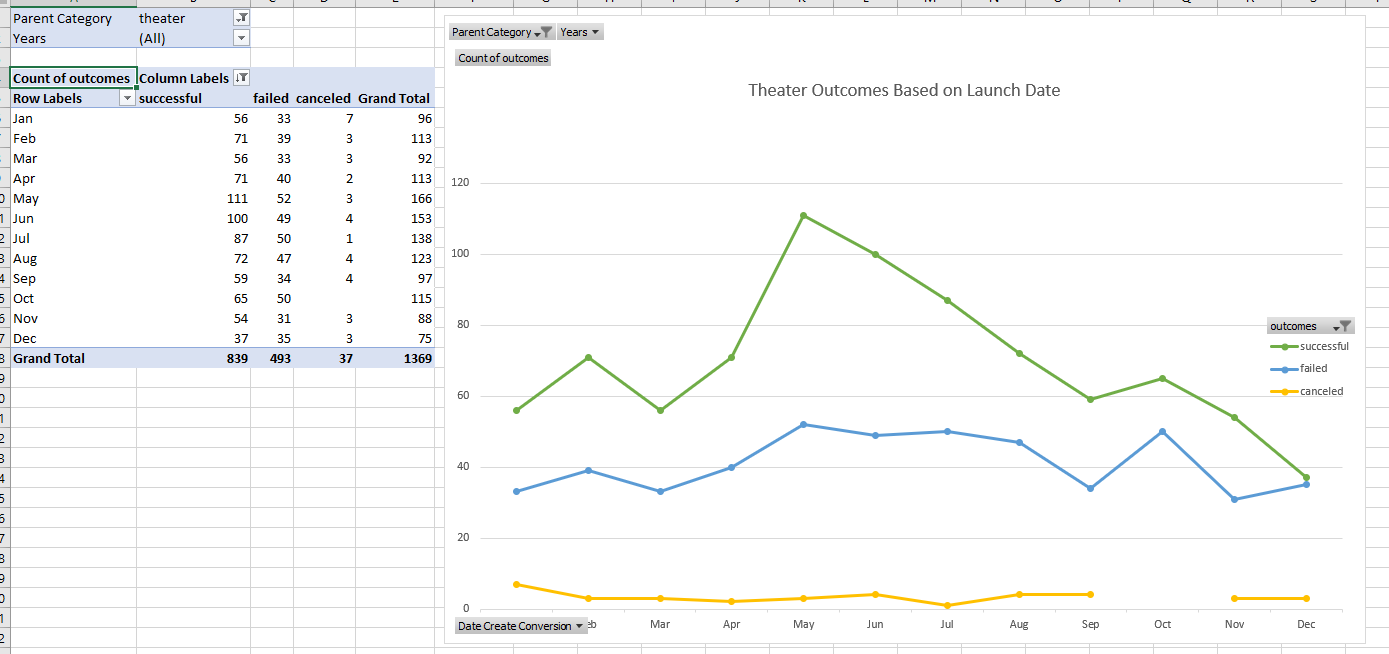 Parent Category theater
Years (All)
Count of outcomes Column Labels
Row Labels successful failed canceled Grand Total
Jan 56 33 7 96
Feb 71 39 3 113
Mar 56 33 3 92
Apr 71 40 2 113
May 111 52 3 166
Jun 100 49 4 153
Jul 87 50 1 138
Aug 72 47 4 123
Sep 59 34 4 97
Oct 65 50 115
Nov 54 31 3 88
Dec 37 35 3 75
Grand Total 839 493 37 1369
Parent Category Years
Count of outcomes
Theater Outcomes Based on Launch Date
120
100
80
60
40
20
0
outcomes
successful
failed
canceled
Date Create Conversion eb Mar Apr May Jun Jul Aug Sep Oct Nov Dec